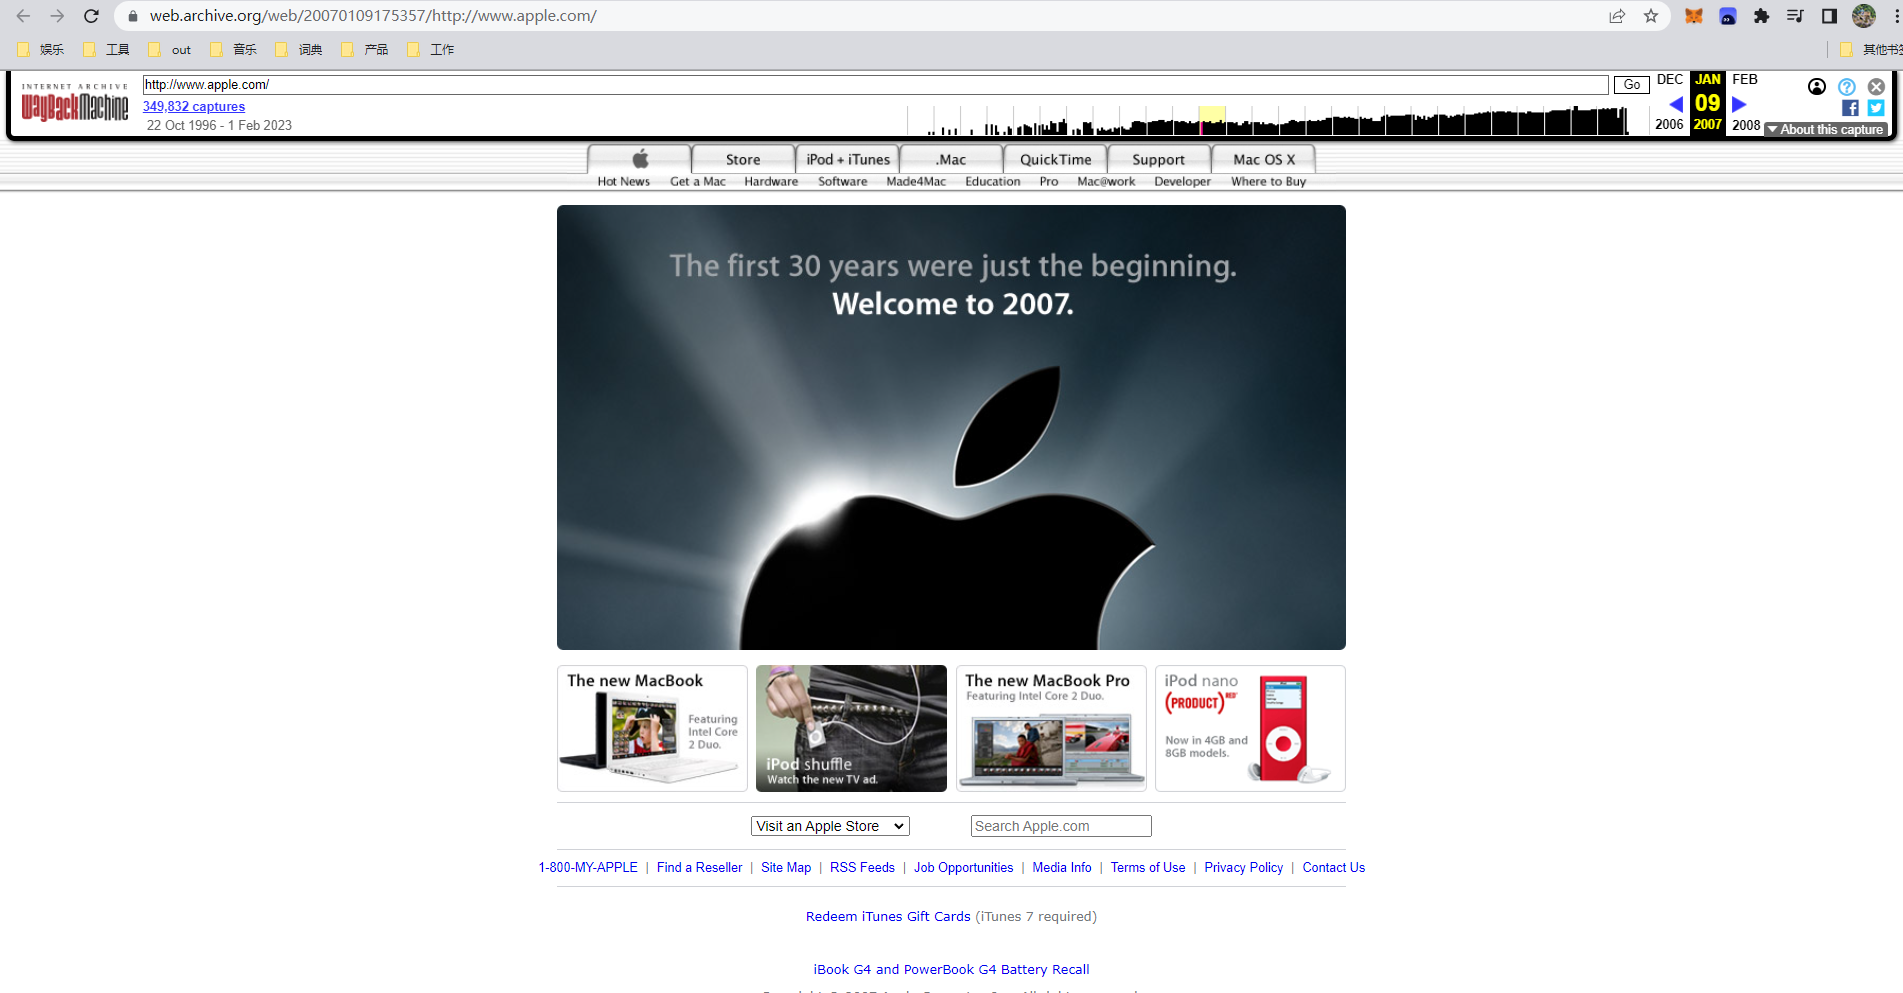 web.archive.org/web/20070109175357/http://www.apple.com/
娱乐 工具 out 音乐 词典 产品 工作 其他书签
INTERNET ARCHIVE
WayBackMachine
http://www.apple.com/ Go
349,832 captures
22 Oct 1996 - 1 Feb 2023
DEC JAN FEB
09
2006 2007 2008
About this capture
Store iPod + iTunes .Mac QuickTime Support Mac OS X
Hot News Get a Mac Hardware Software Made4Mac Education Pro Mac@work Developer Where to Buy
The first 30 years were just the beginning.
Welcome to 2007.
The new MacBook
Featuring
Intel Core
2 Duo.
iPod shuffle
Watch the new TV ad.
The new MacBook Pro
Featuring Intel Core 2 Duo.
iPod nano
(PRODUCT)RED
Now in 4GB and
8GB models.
Visit an Apple Store Search Apple.com
1-800-MY-APPLE | Find a Reseller | Site Map | RSS Feeds | Job Opportunities | Media Info | Terms of Use | Privacy Policy | Contact Us
Redeem iTunes Gift Cards (iTunes 7 required)
iBook G4 and PowerBook G4 Battery Recall